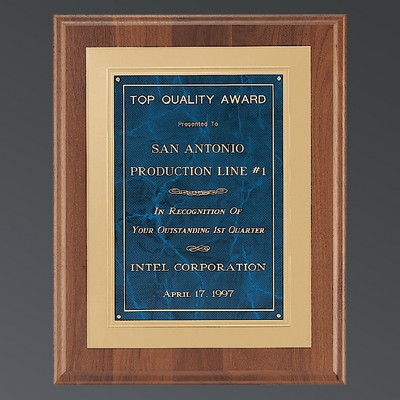 TOP QUALITY AWARD
Presented To
SAN ANTONIO
PRODUCTION LINE #1
IN RECOGNITION OF
YOUR OUTSTANDING 1ST QUARTER
INTEL CORPORATION
APRIL 17, 1997